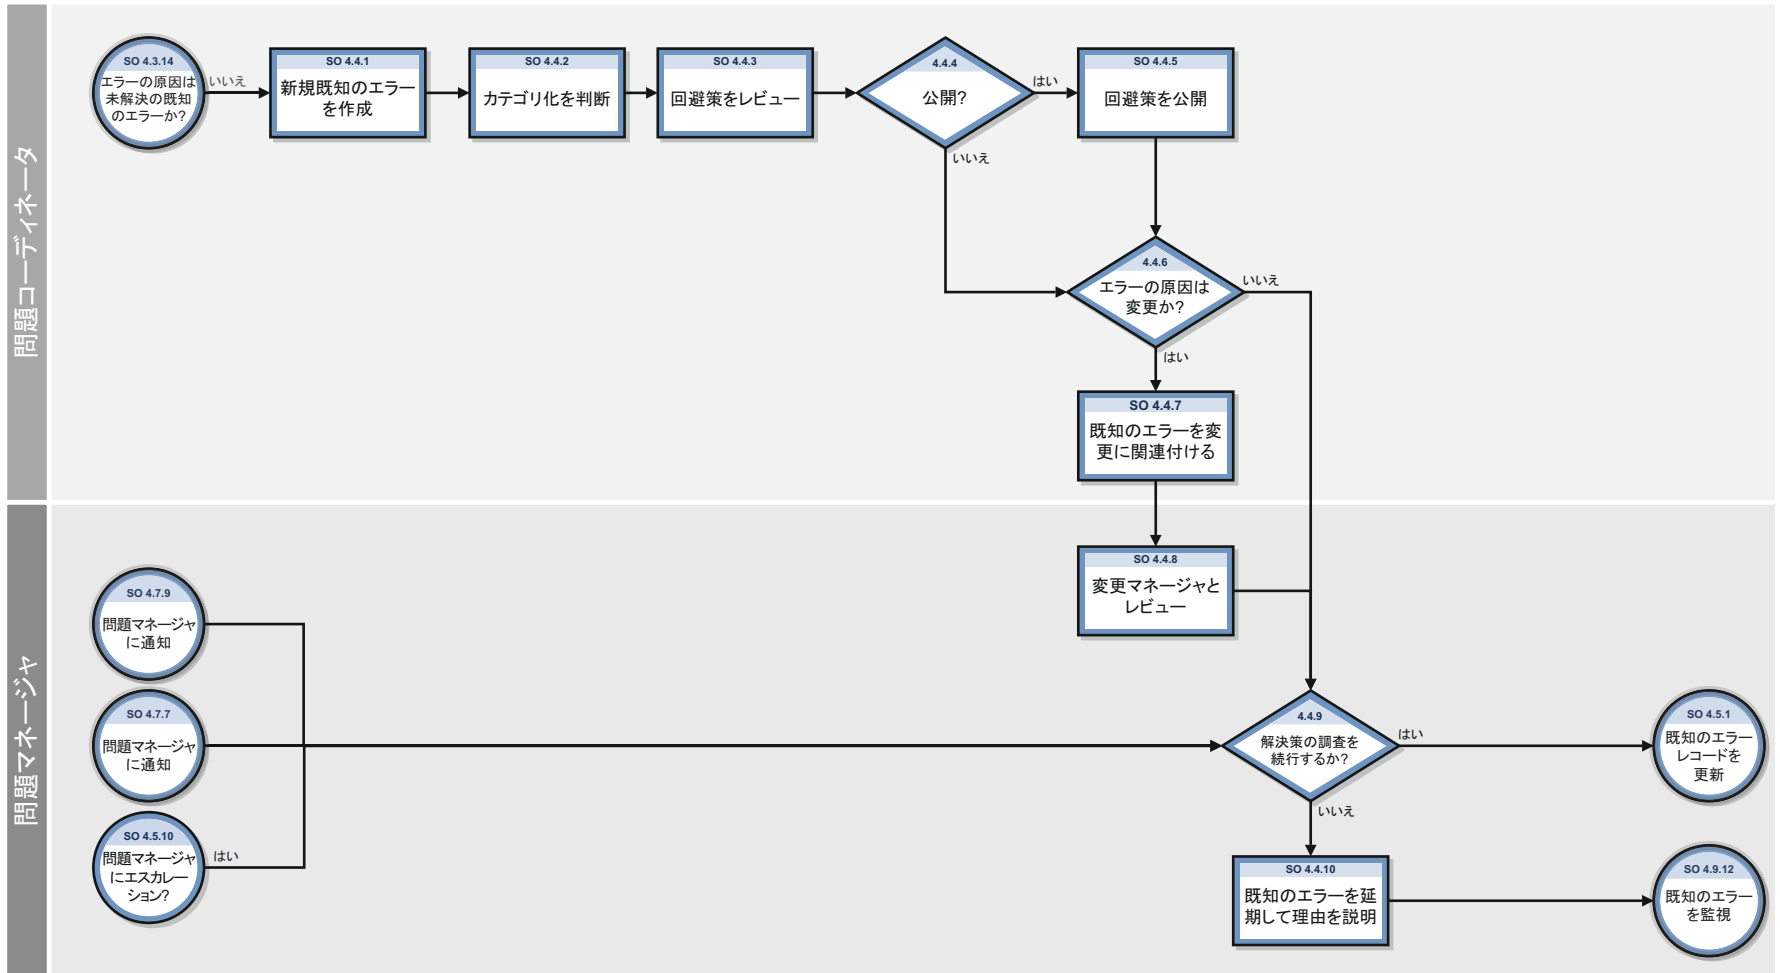 問題コーディネータ
SO 4.3.14
エラーの原因は
未解決の既知
のエラーか?
いいえ
SO 4.4.1
新規既知のエラー
を作成
SO 4.4.2
カテゴリ化を判断
SO 4.4.3
回避策をレビュー
4.4.4
公開?
はい
いいえ
SO 4.4.5
回避策を公開
4.4.6
エラーの原因は
変更か?
いいえ
はい
SO 4.4.7
既知のエラーを変
更に関連付ける
問題マネージャ
SO 4.4.8
変更マネージャと
レビュー
SO 4.7.9
問題マネージャ
に通知
SO 4.7.7
問題マネージャ
に通知
SO 4.5.10
問題マネージャ
にエスカレー
ション?
はい
4.4.9
解決策の調査を
続行するか?
はい
いいえ
SO 4.5.1
既知のエラー
レコードを
更新
SO 4.4.10
既知のエラーを延
期して理由を説明
SO 4.9.12
既知のエラー
を監視